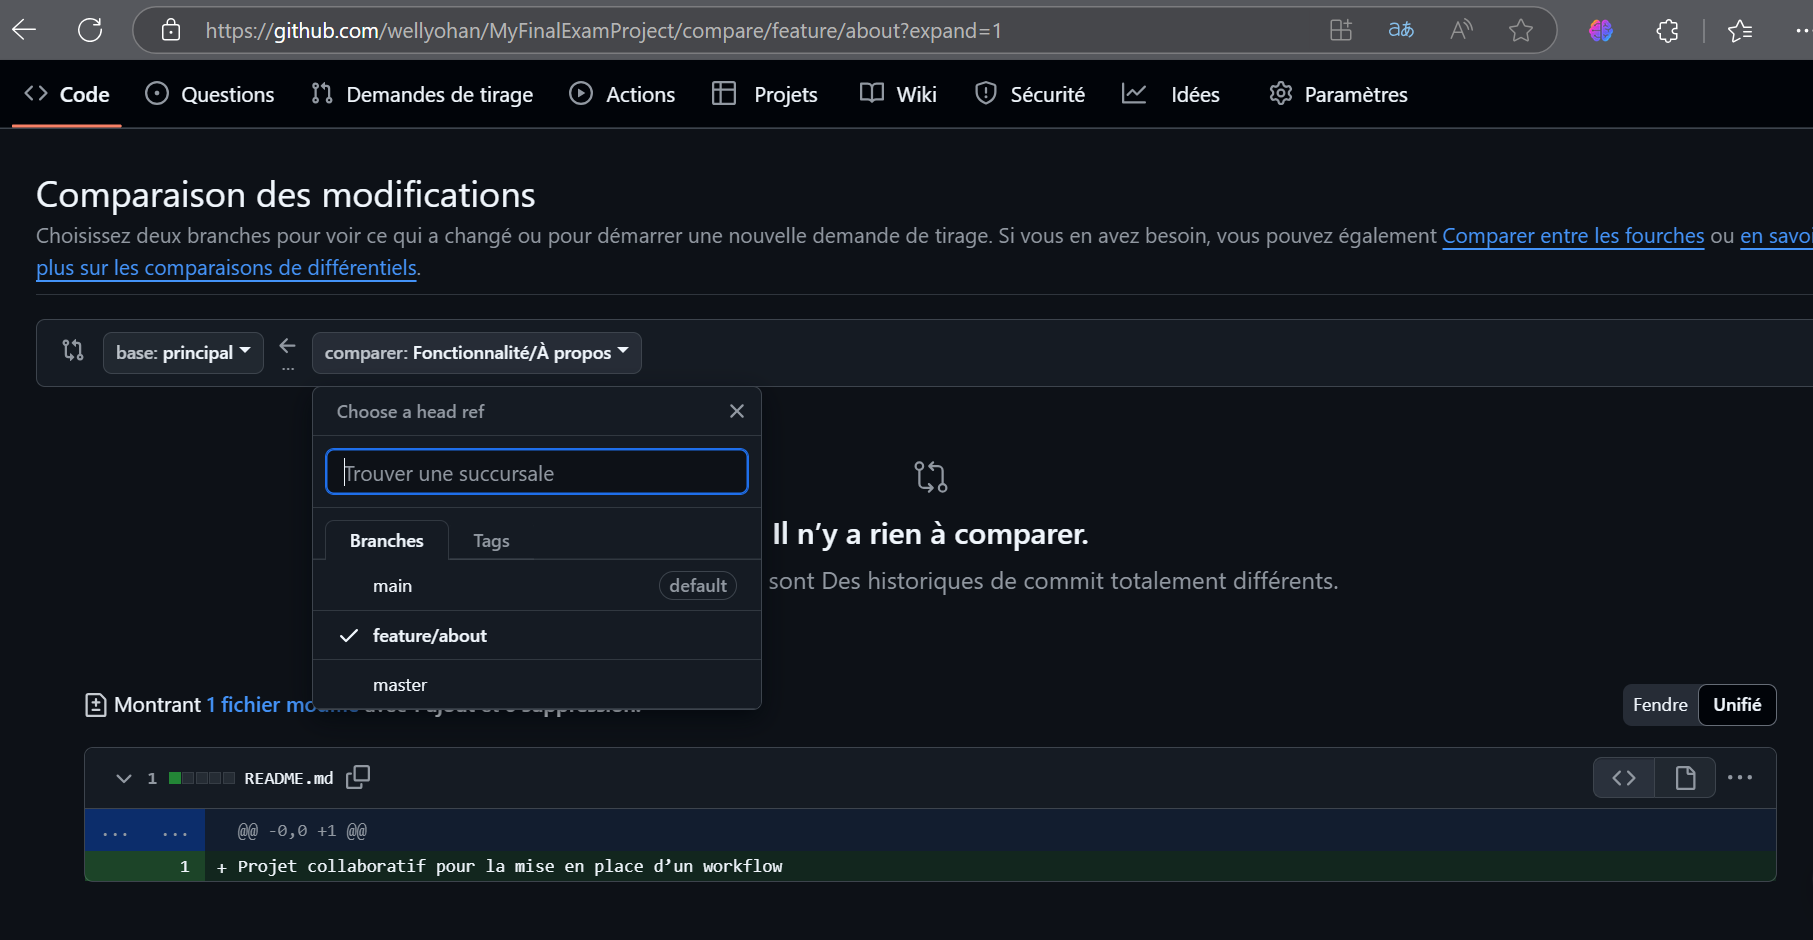 https://github.com/wellyohan/MyFinalExamProject/compare/feature/about?expand=1
Code Questions Demandes de tirage Actions Projets Wiki Sécurité Idées Paramètres
Comparaison des modifications
Choisissez deux branches pour voir ce qui a changé ou pour démarrer une nouvelle demande de tirage. Si vous en avez besoin, vous pouvez également Comparer entre les fourches ou en savoi
plus sur les comparaisons de différentiels.
base: principal comparer: Fonctionnalité/À propos
Choose a head ref
Trouver une succursale
Branches Tags
main default
feature/about
master
Il n’y a rien à comparer.
sont Des historiques de commit totalement différents.
Montrant 1 fichier
Fendre Unifié
1 README.md
... ... @@ -0,0 +1 @@
1 + Projet collaboratif pour la mise en place d’un workflow